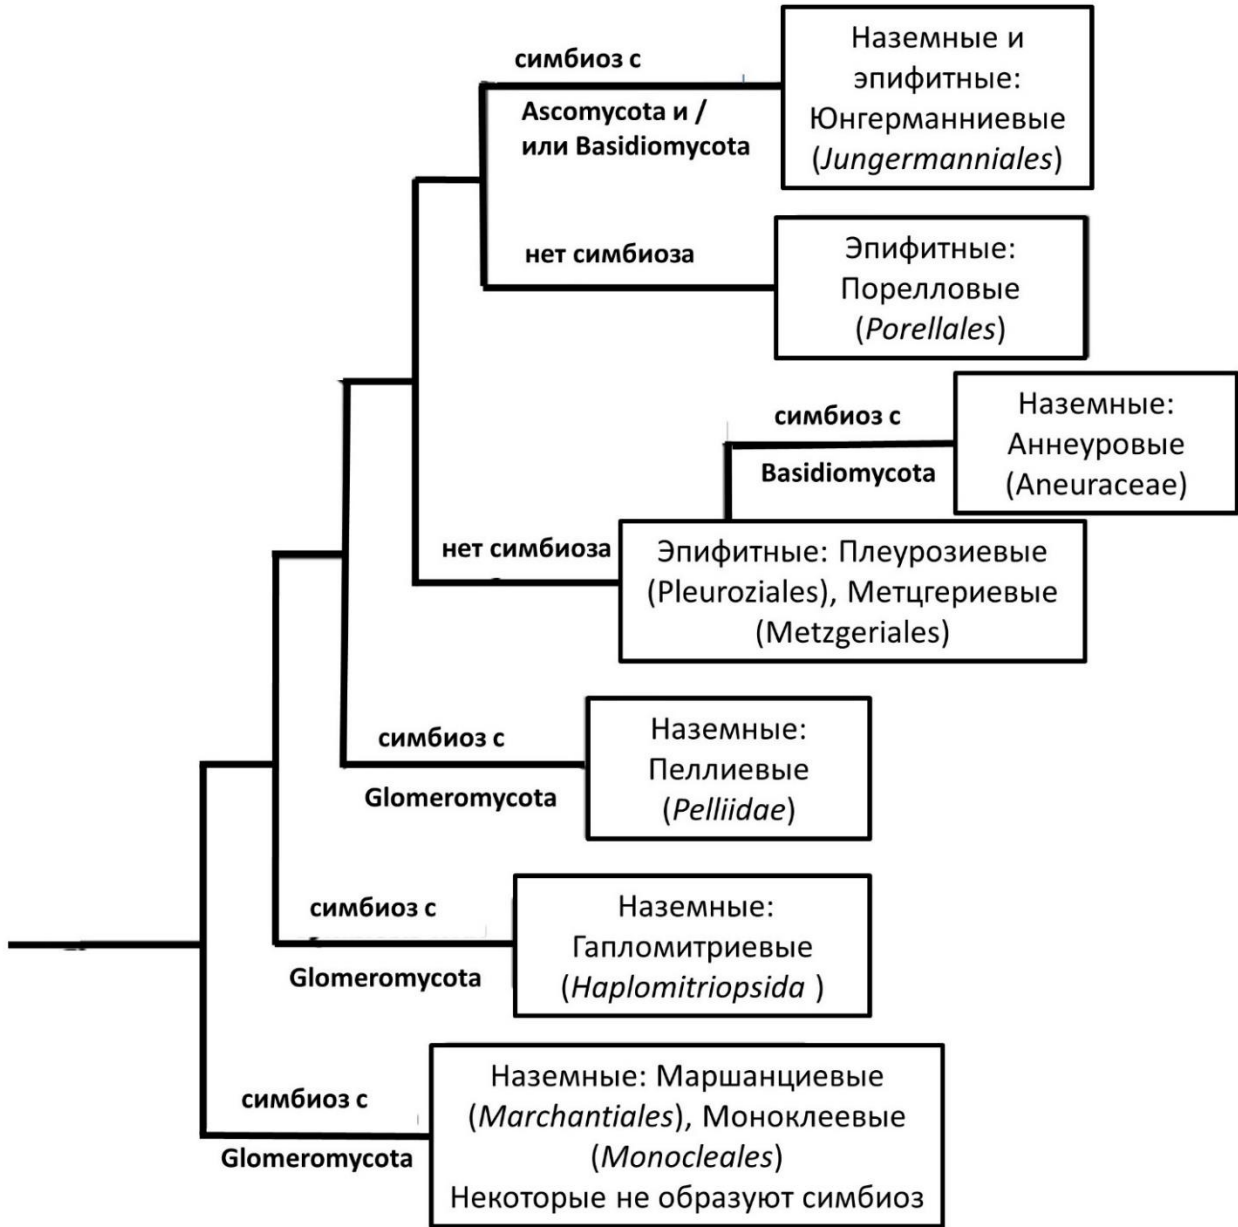 симбиоз с
Ascomycota и /
или Basidiomycota
Наземные и
эпифитные:
Юнгерманниевые
(Jungermanniales)
нет симбиоза
Эпифитные:
Порелловые
(Porellales)
симбиоз с
Basidiomycota
Наземные:
Аннеуровые
(Aneuraceae)
нет симбиоза
Эпифитные: Плеурозиевые
(Pleuroziales), Метцгериевые
(Metzgeriales)
симбиоз с
Glomeromycota
Наземные:
Пеллиевые
(Pelliidae)
симбиоз с
Glomeromycota
Наземные:
Гапломитриевые
(Haplomitriopsida )
симбиоз с
Glomeromycota
Наземные: Маршанциевые
(Marchantiales), Моноклеевые
(Monocleales)
Некоторые не образуют симбиоз